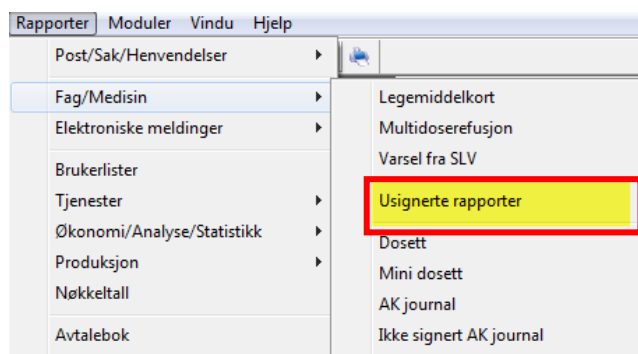 Rapporter Moduler Vindu Hjelp
Post/Sak/Henvendelser
Fag/Medisin
Elektroniske meldinger
Brukerlister
Tjenester
Økonomi/Analyse/Statistikk
Produksjon
Nøkkeltall
Avtalebok
Legemiddelkort
Multidoserefusjon
Varsel fra SLV
Usignerte rapporter
Dosett
Mini dosett
AK journal
Ikke signert AK journal